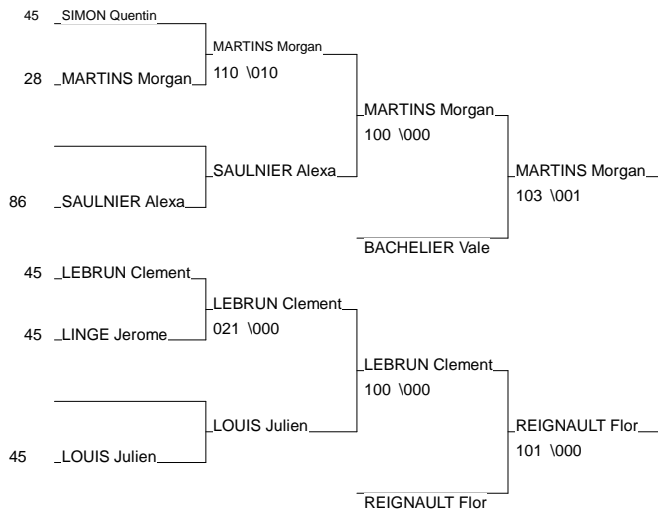 45 SIMON Quentin
MARTINS Morgan
28 MARTINS Morgan 110 \010
MARTINS Morgan
100 \000
SAULNIER Alexa MARTINS Morgan
103 \001
86 SAULNIER Alexa
BACHELIER Vale
45 LEBRUN Clement
LEBRUN Clement
45 LINGE Jerome 021 \000
LEBRUN Clement
100 \000
LOUIS Julien REIGNAULT Flor
101 \000
45 LOUIS Julien
REIGNAULT Flor